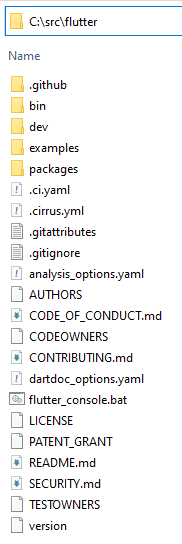 C:\src\flutter
Name
.github
bin
dev
examples
packages
.ci.yaml
.cirrus.yml
.gitattributes
.gitignore
analysis_options.yaml
AUTHORS
CODE_OF_CONDUCT.md
CODEOWNERS
CONTRIBUTING.md
dartdoc_options.yaml
flutter_console.bat
LICENSE
PATENT_GRANT
README.md
SECURITY.md
TESTOWNERS
version